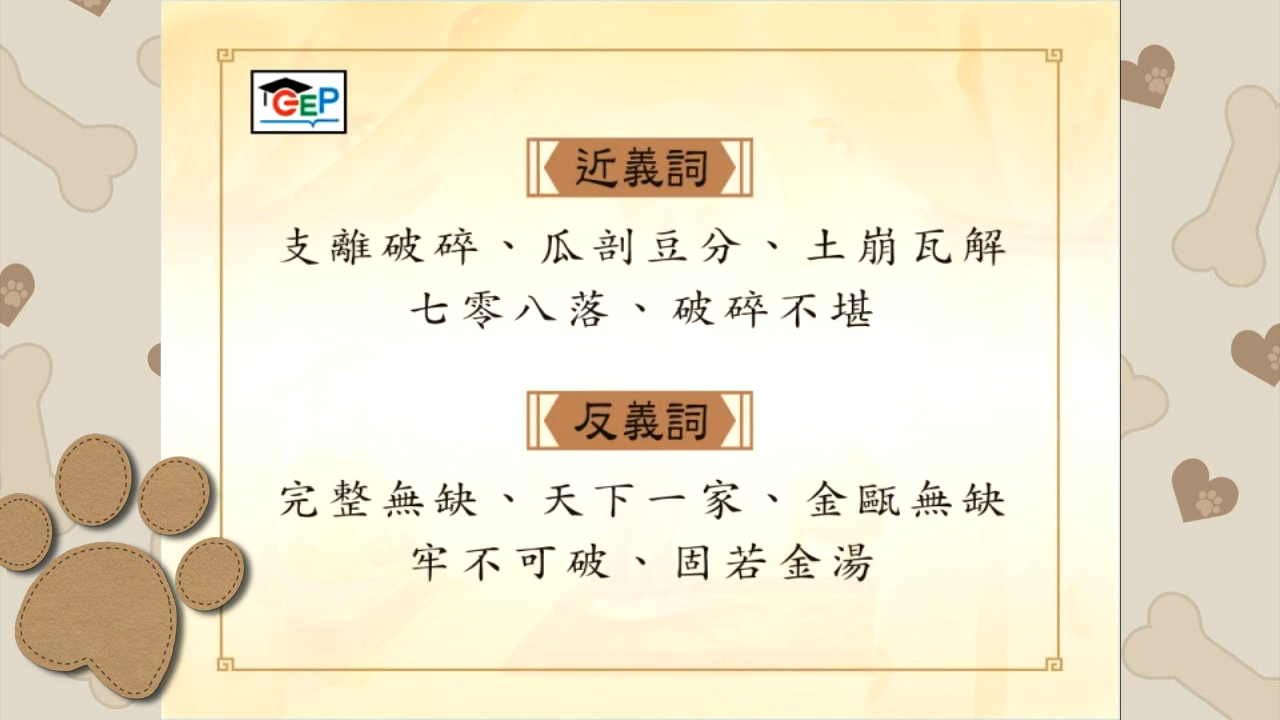 GEP
近義詞
支離破碎、瓜剖豆分、土崩瓦解
七零八落、破碎不堪
反義詞
完整無缺、天下一家、金甌無缺
牢不可破、固若金湯